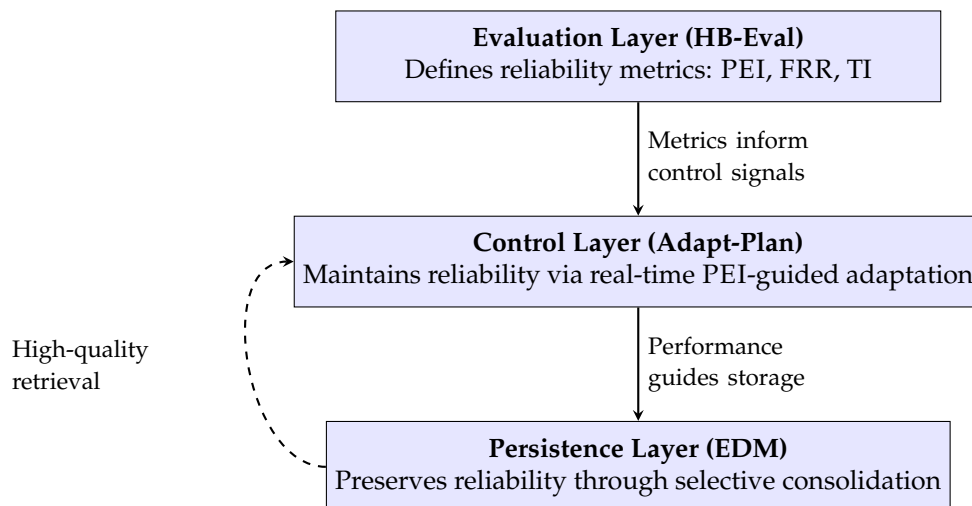 Evaluation Layer (HB-Eval)
Defines reliability metrics: PEI, FRR, TI
Metrics inform
control signals
Control Layer (Adapt-Plan)
Maintains reliability via real-time PEI-guided adaptation
High-quality
retrieval
Performance
guides storage
Persistence Layer (EDM)
Preserves reliability through selective consolidation